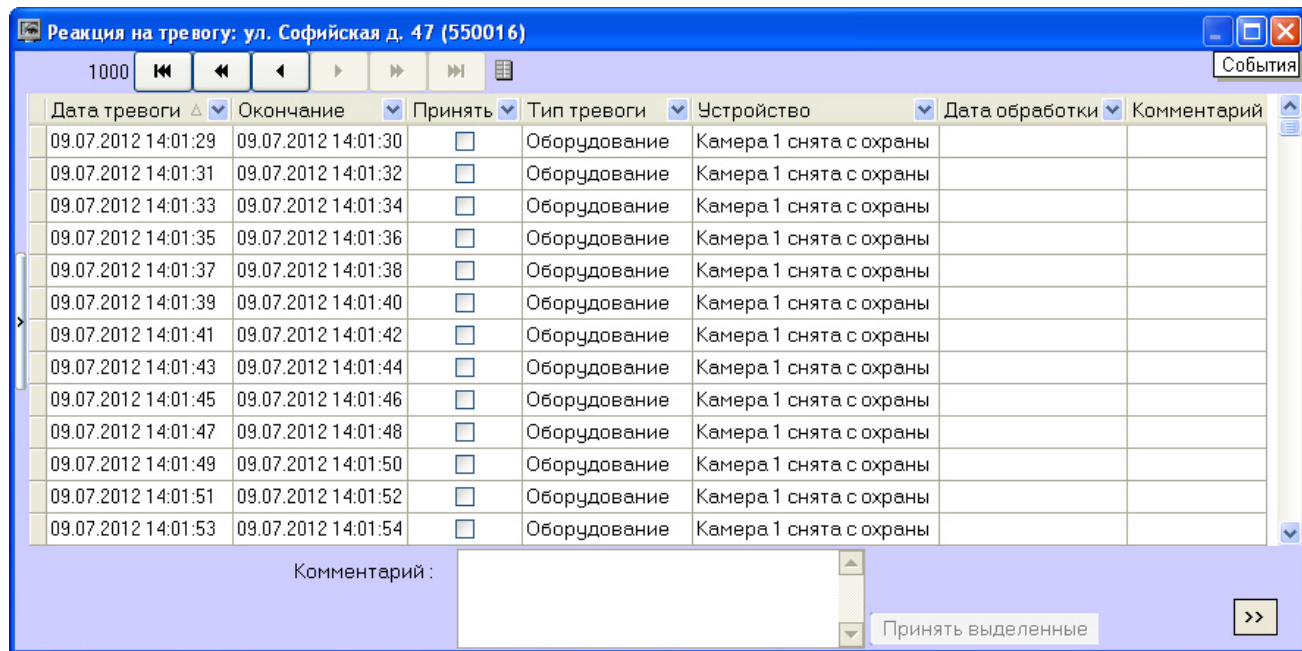 Реакция на тревогу: ул. Софийская д. 47 (550016)
1000
События
Дата тревоги Окончание Принять Тип тревоги Устройство Дата обработки Комментарий
09.07.2012 14:01:29 09.07.2012 14:01:30 Оборудование Камера 1 снята с охраны
09.07.2012 14:01:31 09.07.2012 14:01:32 Оборудование Камера 1 снята с охраны
09.07.2012 14:01:33 09.07.2012 14:01:34 Оборудование Камера 1 снята с охраны
09.07.2012 14:01:35 09.07.2012 14:01:36 Оборудование Камера 1 снята с охраны
09.07.2012 14:01:37 09.07.2012 14:01:38 Оборудование Камера 1 снята с охраны
09.07.2012 14:01:39 09.07.2012 14:01:40 Оборудование Камера 1 снята с охраны
09.07.2012 14:01:41 09.07.2012 14:01:42 Оборудование Камера 1 снята с охраны
09.07.2012 14:01:43 09.07.2012 14:01:44 Оборудование Камера 1 снята с охраны
09.07.2012 14:01:45 09.07.2012 14:01:46 Оборудование Камера 1 снята с охраны
09.07.2012 14:01:47 09.07.2012 14:01:48 Оборудование Камера 1 снята с охраны
09.07.2012 14:01:49 09.07.2012 14:01:50 Оборудование Камера 1 снята с охраны
09.07.2012 14:01:51 09.07.2012 14:01:52 Оборудование Камера 1 снята с охраны
09.07.2012 14:01:53 09.07.2012 14:01:54 Оборудование Камера 1 снята с охраны
Комментарий :
Принять выделенные
>>